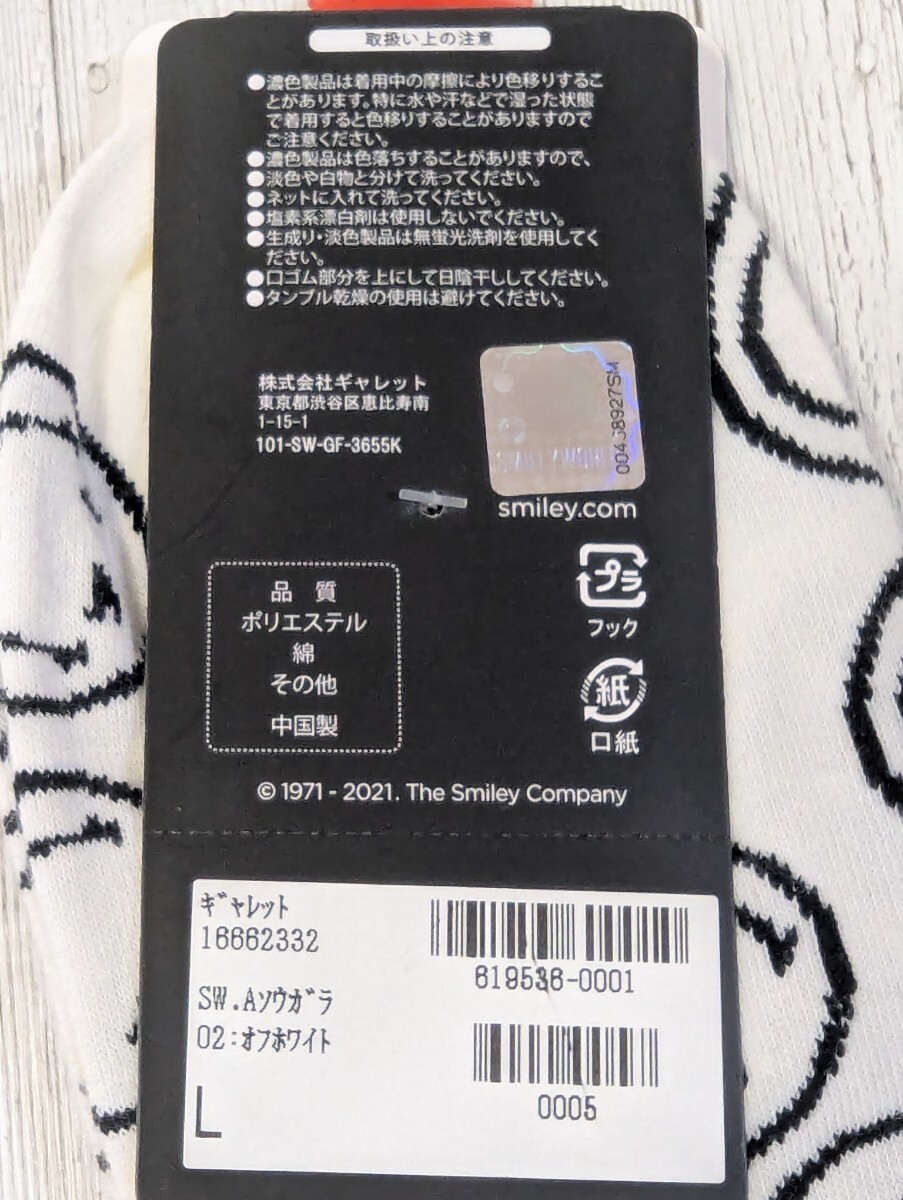 取扱い上の注意
●濃色製品は着用中の摩擦により色移りするこ
とがあります。特に水や汗などで湿った状態
で着用すると色移りすることがありますので
ご注意ください。
●濃色製品は色落ちすることがありますので、
●淡色や白物と分けて洗ってください。
●ネットに入れて洗ってください。
●塩素系漂白剤は使用しないでください。
●生成り・淡色製品は無蛍光洗剤を使用してく
ださい。
●口ゴム部分を上にして日陰干ししてください。
●タンブル乾燥の使用は避けてください。
株式会社ギャレット
東京都渋谷区恵比寿南
1-15-1
101-SW-GF-3655K
smiley.com
プラ
フック
紙
口紙
品 質
ポリエステル
綿
その他
中国製
© 1971 - 2021. The Smiley Company
ギャレット
16662332
619536-0001
SW.Aソウガラ
02:オフホワイト
0005
L